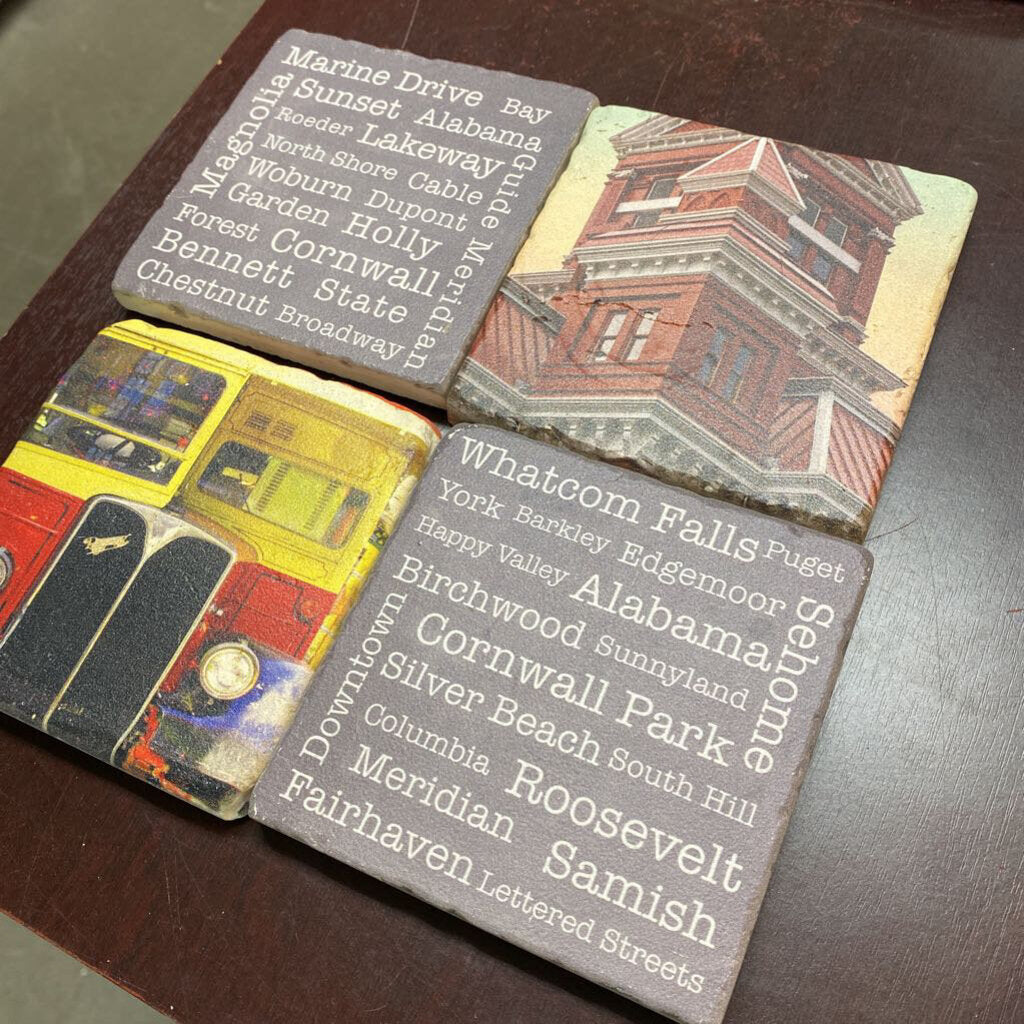 Marine Drive Bay
Sunset Alabama
Magnolia
Roeder Lakeway
Guide Meridian
North Shore Cable
Woburn Dupont
Garden Holly
Forest Cornwall
Bennett State
Chestnut Broadway
Whatcom Falls Puget
York Barkley Edgemoor
Happy Valley Alabama
Sehome
Birchwood Sunnyland
Downtown
Cornwall Park
Silver Beach South Hill
Columbia Roosevelt
Meridian Samish
Fairhaven Lettered Streets